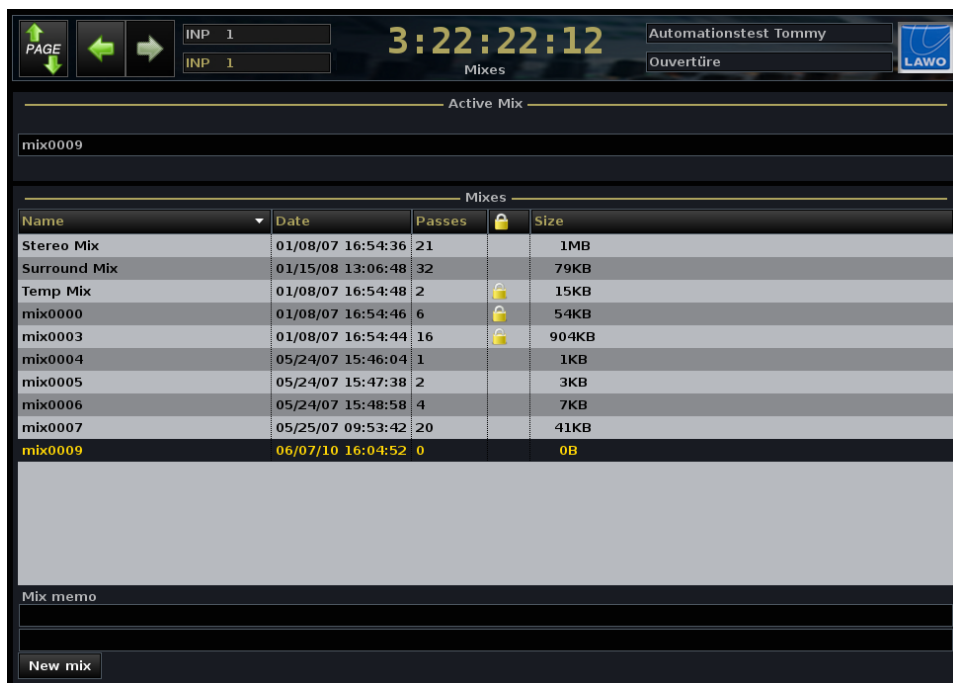 PAGE
INP 1
INP 1
3:22:22:12
Mixes
Automationstest Tommy
Ouvertüre
LAWO
Active Mix
mix0009
Mixes
Name Date Passes Size
Stereo Mix 01/08/07 16:54:36 21 1MB
Surround Mix 01/15/08 13:06:48 32 79KB
Temp Mix 01/08/07 16:54:48 2 15KB
mix0000 01/08/07 16:54:46 6 54KB
mix0003 01/08/07 16:54:44 16 904KB
mix0004 05/24/07 15:46:04 1 1KB
mix0005 05/24/07 15:47:38 2 3KB
mix0006 05/24/07 15:48:58 4 7KB
mix0007 05/25/07 09:53:42 20 41KB
mix0009 06/07/10 16:04:52 0 0B
Mix memo
New mix